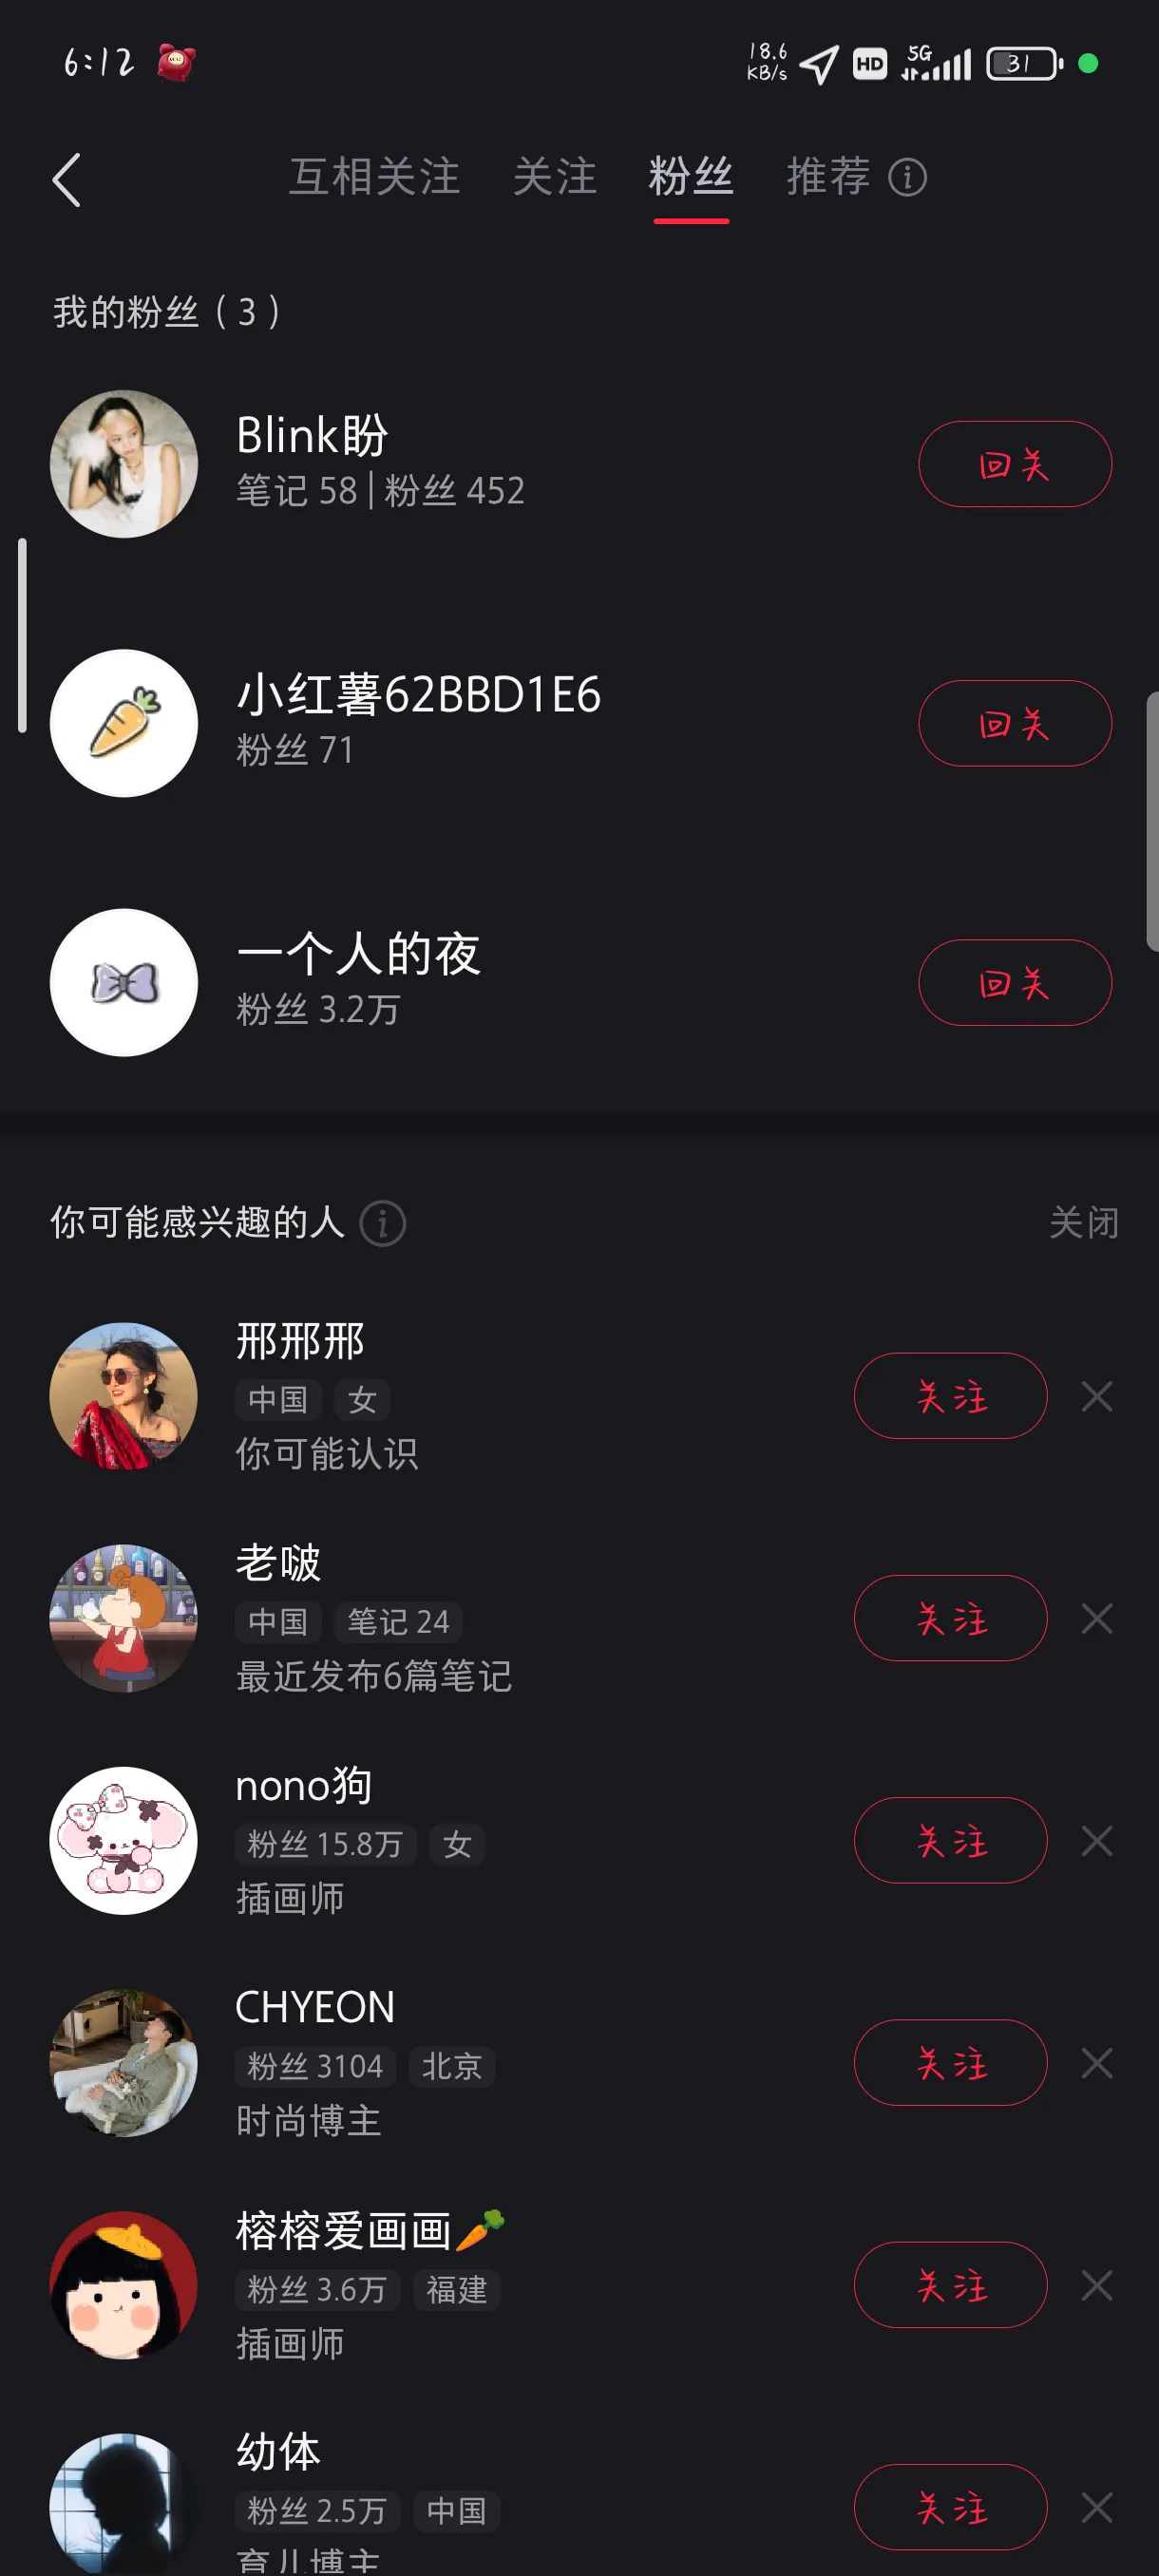 6:12
18.6 KB/s HD 5G 31
互相关注 关注 粉丝 推荐
我的粉丝 ( 3 )
Blink盼
笔记 58 | 粉丝 452
回关
小红薯62BBD1E6
粉丝 71
回关
一个人的夜
粉丝 3.2万
回关
你可能感兴趣的人 关闭
邢邢邢
中国 女
你可能认识
关注
老啵
中国 笔记 24
最近发布6篇笔记
关注
nono狗
粉丝 15.8万 女
插画师
关注
CHYEON
粉丝 3104 北京
时尚博主
关注
榕榕爱画画🥕
粉丝 3.6万 福建
插画师
关注
幼体
粉丝 2.5万 中国
育儿博主
关注